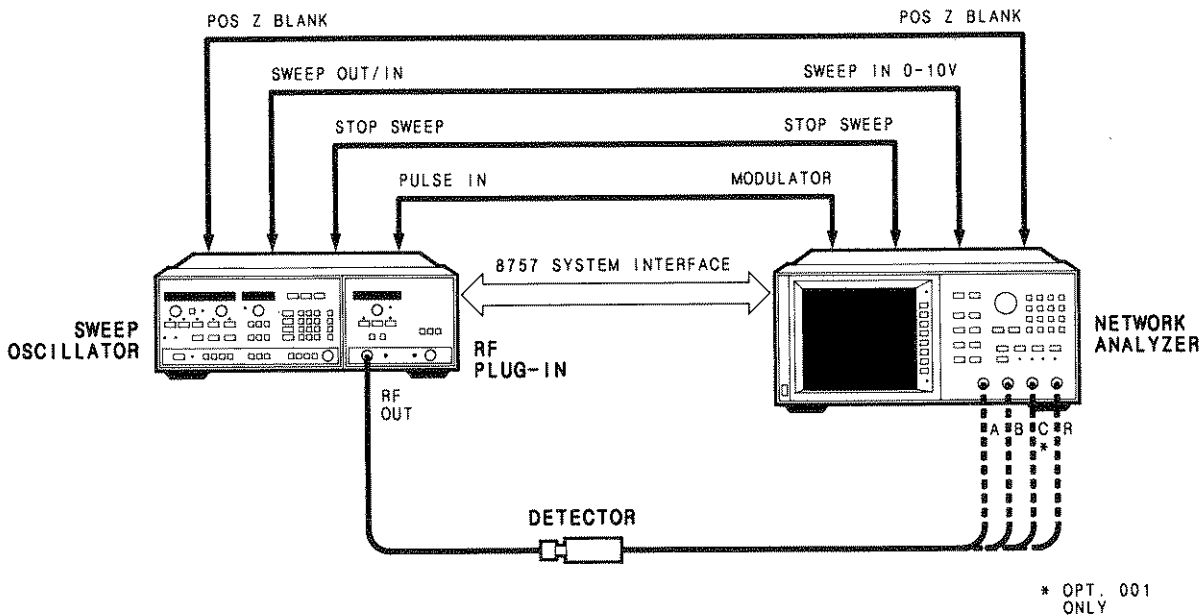 POS Z BLANK
POS Z BLANK
SWEEP OUT/IN
SWEEP IN 0-10V
STOP SWEEP
STOP SWEEP
PULSE IN
MODULATOR
8757 SYSTEM INTERFACE
SWEEP
OSCILLATOR
RF
PLUG-IN
NETWORK
ANALYZER
RF
OUT
A
B
C
*
R
DETECTOR
* OPT. 001
ONLY